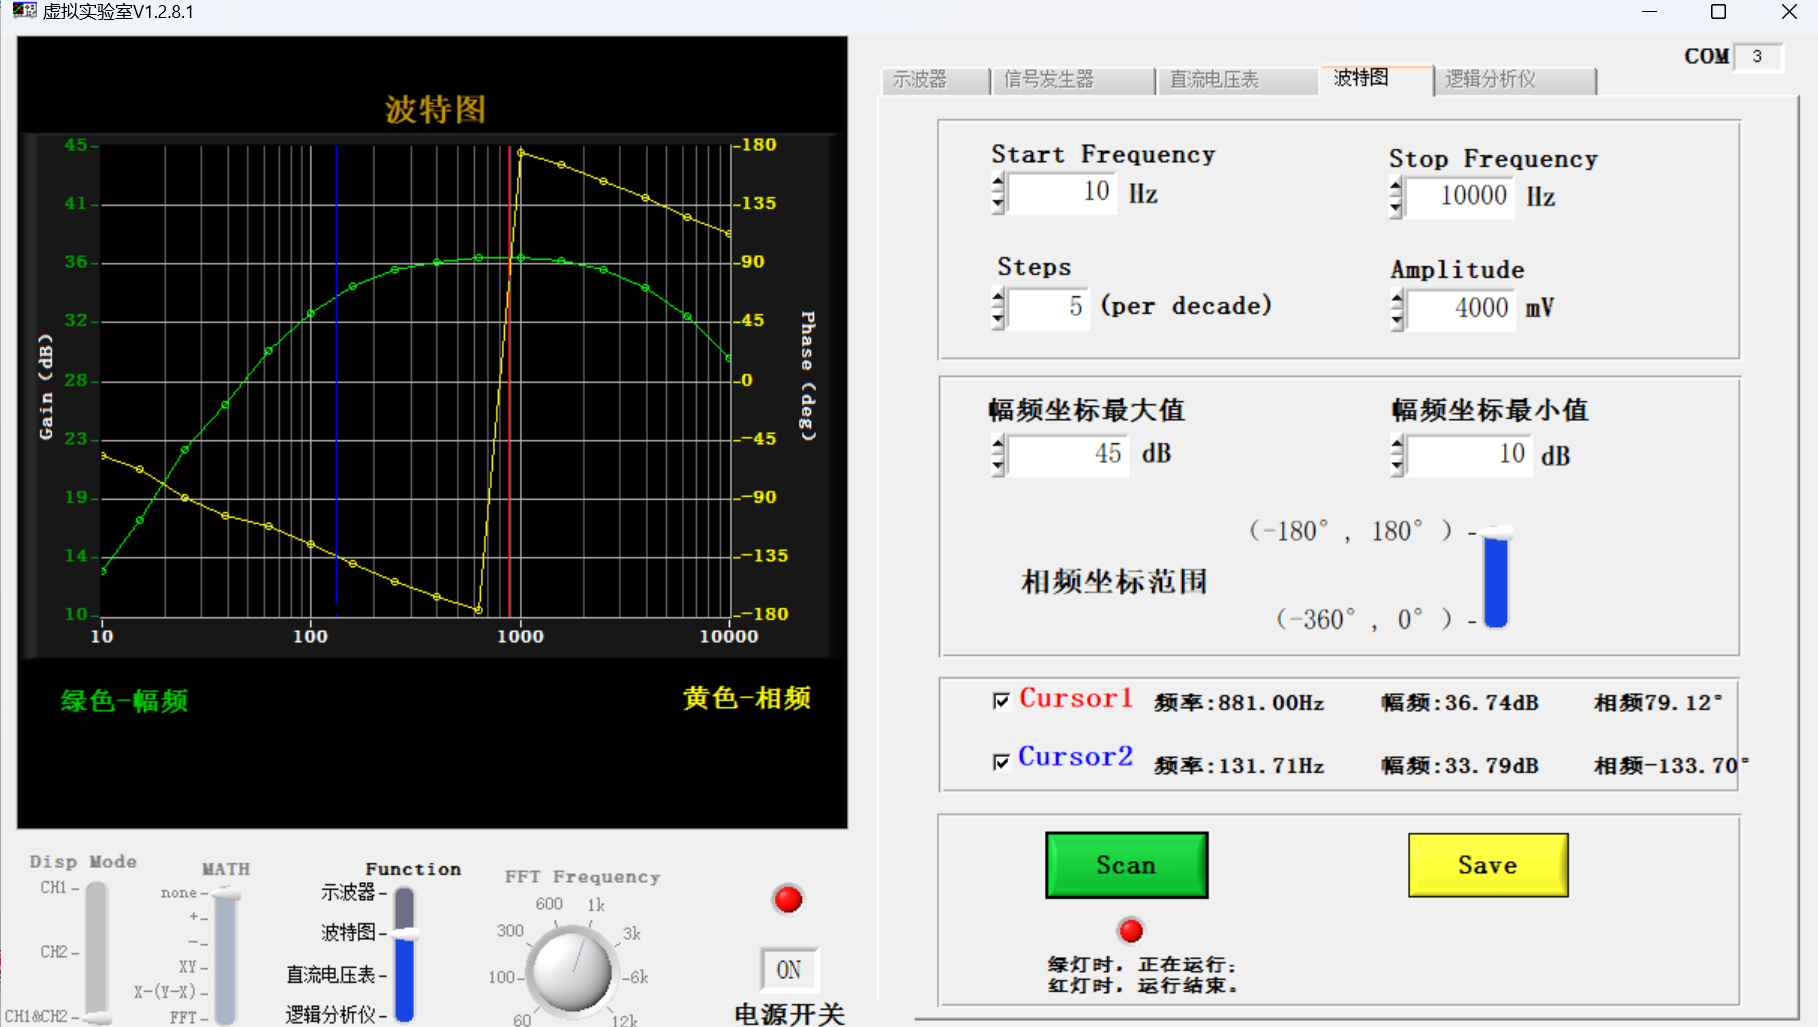 虚拟实验室V1.2.8.1
COM 3
示波器 信号发生器 直流电压表 波特图 逻辑分析仪
波特图
45 180
41 135
36 90
32 45
28 0
23 -45
19 -90
14 -135
10 -180
10 100 1000 10000
Gain (dB)
Phase (deg)
绿色-幅频 黄色-相频
Start Frequency
10 Hz
Stop Frequency
10000 Hz
Steps
5 (per decade)
Amplitude
4000 mV
幅频坐标最大值
45 dB
幅频坐标最小值
10 dB
(-180°, 180° )
相频坐标范围
(-360°, 0° )
Cursor1 频率:881.00Hz 幅频:36.74dB 相频79.12°
Cursor2 频率:131.71Hz 幅频:33.79dB 相频-133.70°
Scan
Save
绿灯时，正在运行;
红灯时，运行结束。
Disp Mode
CH1
CH2
CH1&CH2
MATH
none
+
-
XY
X-(Y-X)
FFT
Function
示波器
波特图
直流电压表
逻辑分析仪
FFT Frequency
600 1k
300 3k
100 6k
60 12k
ON
电源开关